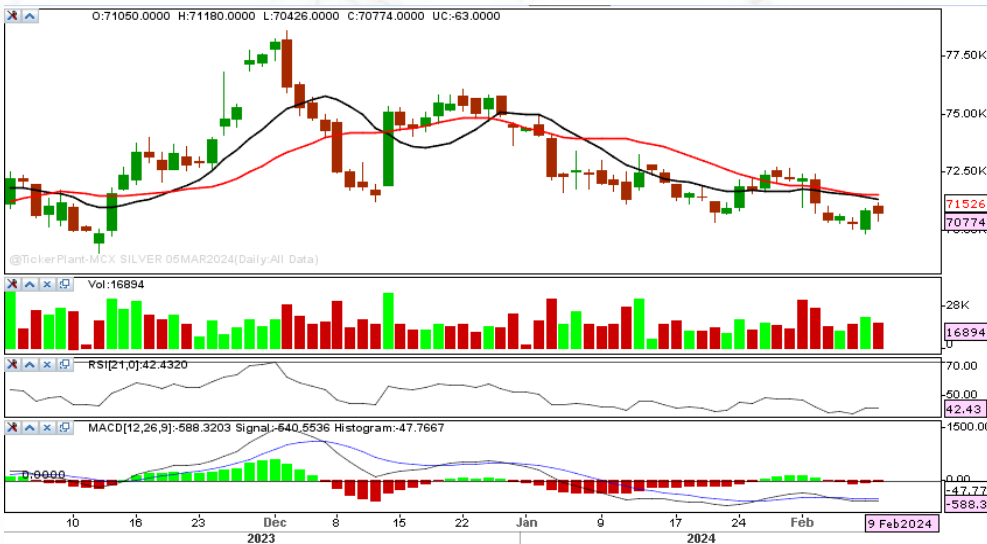 O:71050.0000 H:71180.0000 L:70426.0000 C:70774.0000 UC:-63.0000
77.50K
75.00K
72.50K
71526
70774
@TickerPlant-MCX SILVER 05MAR2024(Daily:All Data)
Vol:16894
28K
16894
0
RSI[21,0]:42.4320
70.00
50.00
42.43
MACD[12,26,9]:-588.3203 Signal:-540.5536 Histogram:-47.7667
1500.00
0.0000
0.00
-47.77
-588.3
10 16 23 Dec 8 15 22 Jan 9 17 24 Feb 9 Feb2024
2023 2024